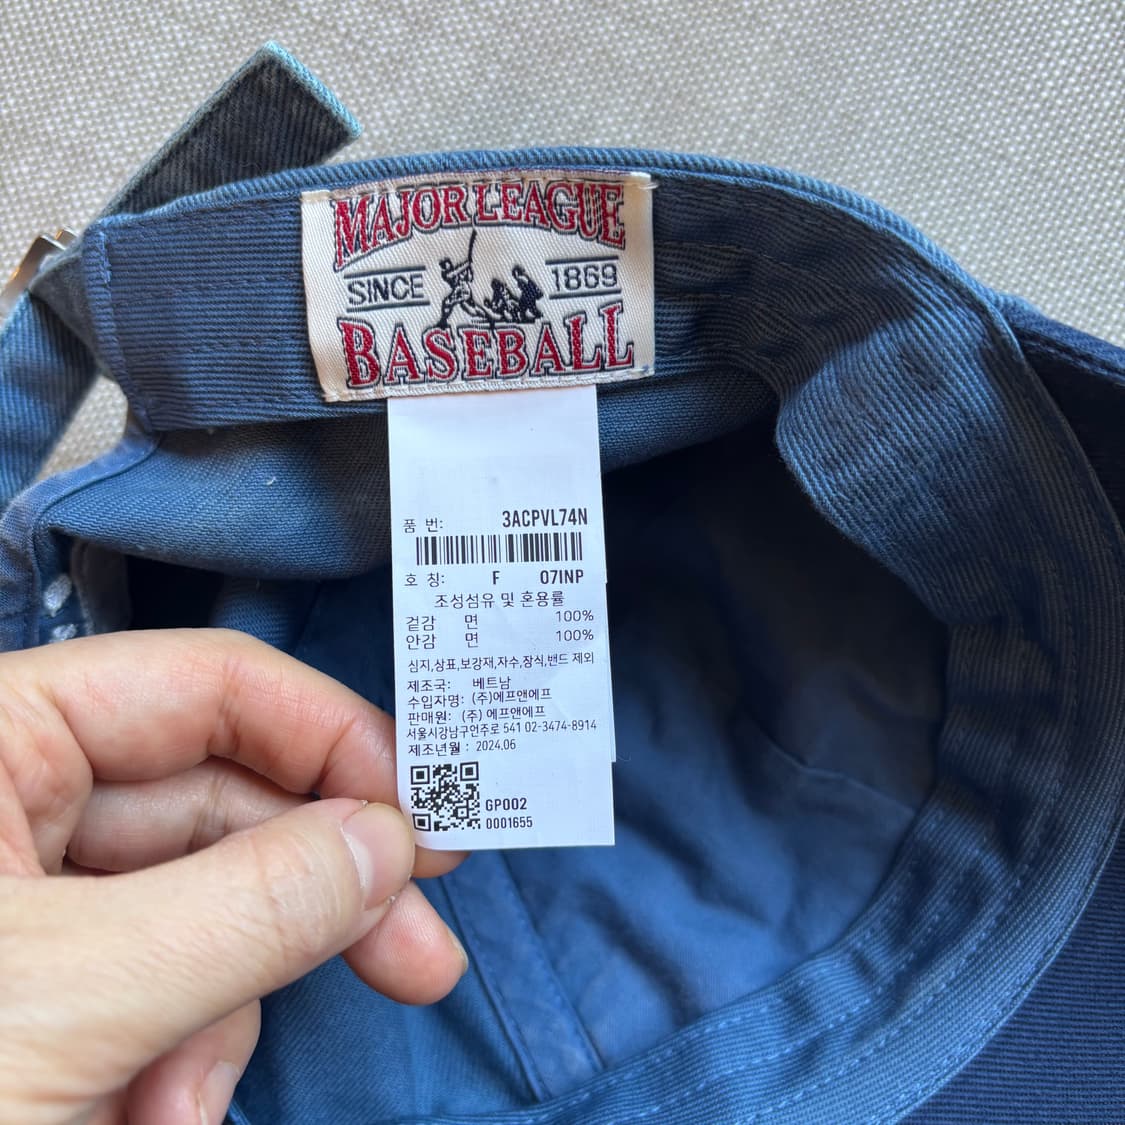 MAJOR LEAGUE
SINCE 1869
BASEBALL
품 번: 3ACPVL74N
호 칭: F 07INP
조성섬유 및 혼용률
겉감 면 100%
안감 면 100%
심지,상표,보강재,자수,장식,밴드 제외
제조국: 베트남
수입자명: (주)에프앤에프
판매원: (주) 에프앤에프
서울시강남구언주로 541 02-3474-8914
제조년월 : 2024.06
GP002
0001655